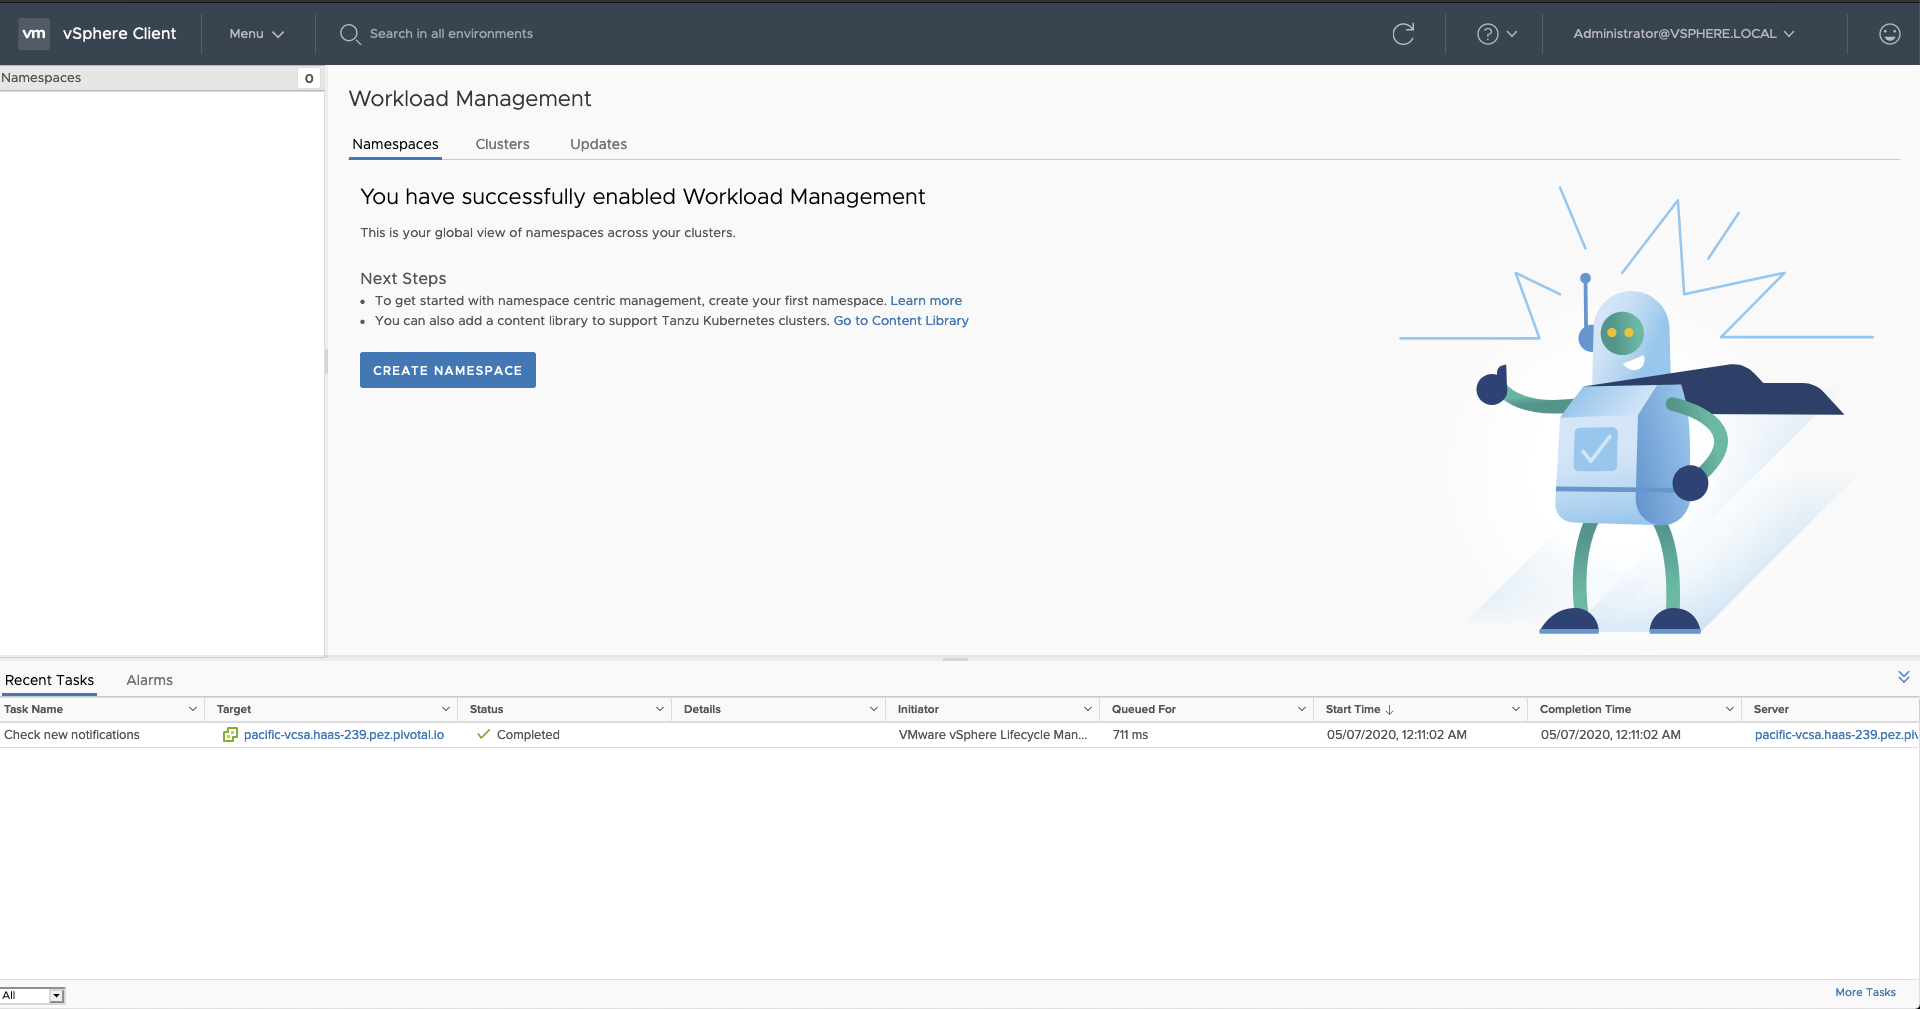 vm vSphere Client Menu Search in all environments ? Administrator@VSPHERE.LOCAL
Namespaces 0
Workload Management
Namespaces Clusters Updates
You have successfully enabled Workload Management
This is your global view of namespaces across your clusters.
Next Steps
• To get started with namespace centric management, create your first namespace. Learn more
• You can also add a content library to support Tanzu Kubernetes clusters. Go to Content Library
CREATE NAMESPACE
Recent Tasks Alarms
Task Name Target Status Details Initiator Queued For Start Time ↓ Completion Time Server
Check new notifications pacific-vcsa.haas-239.pez.pivotal.io Completed VMware vSphere Lifecycle Man... 711 ms 05/07/2020, 12:11:02 AM 05/07/2020, 12:11:02 AM pacific-vcsa.haas-239.pez.piv
All
More Tasks